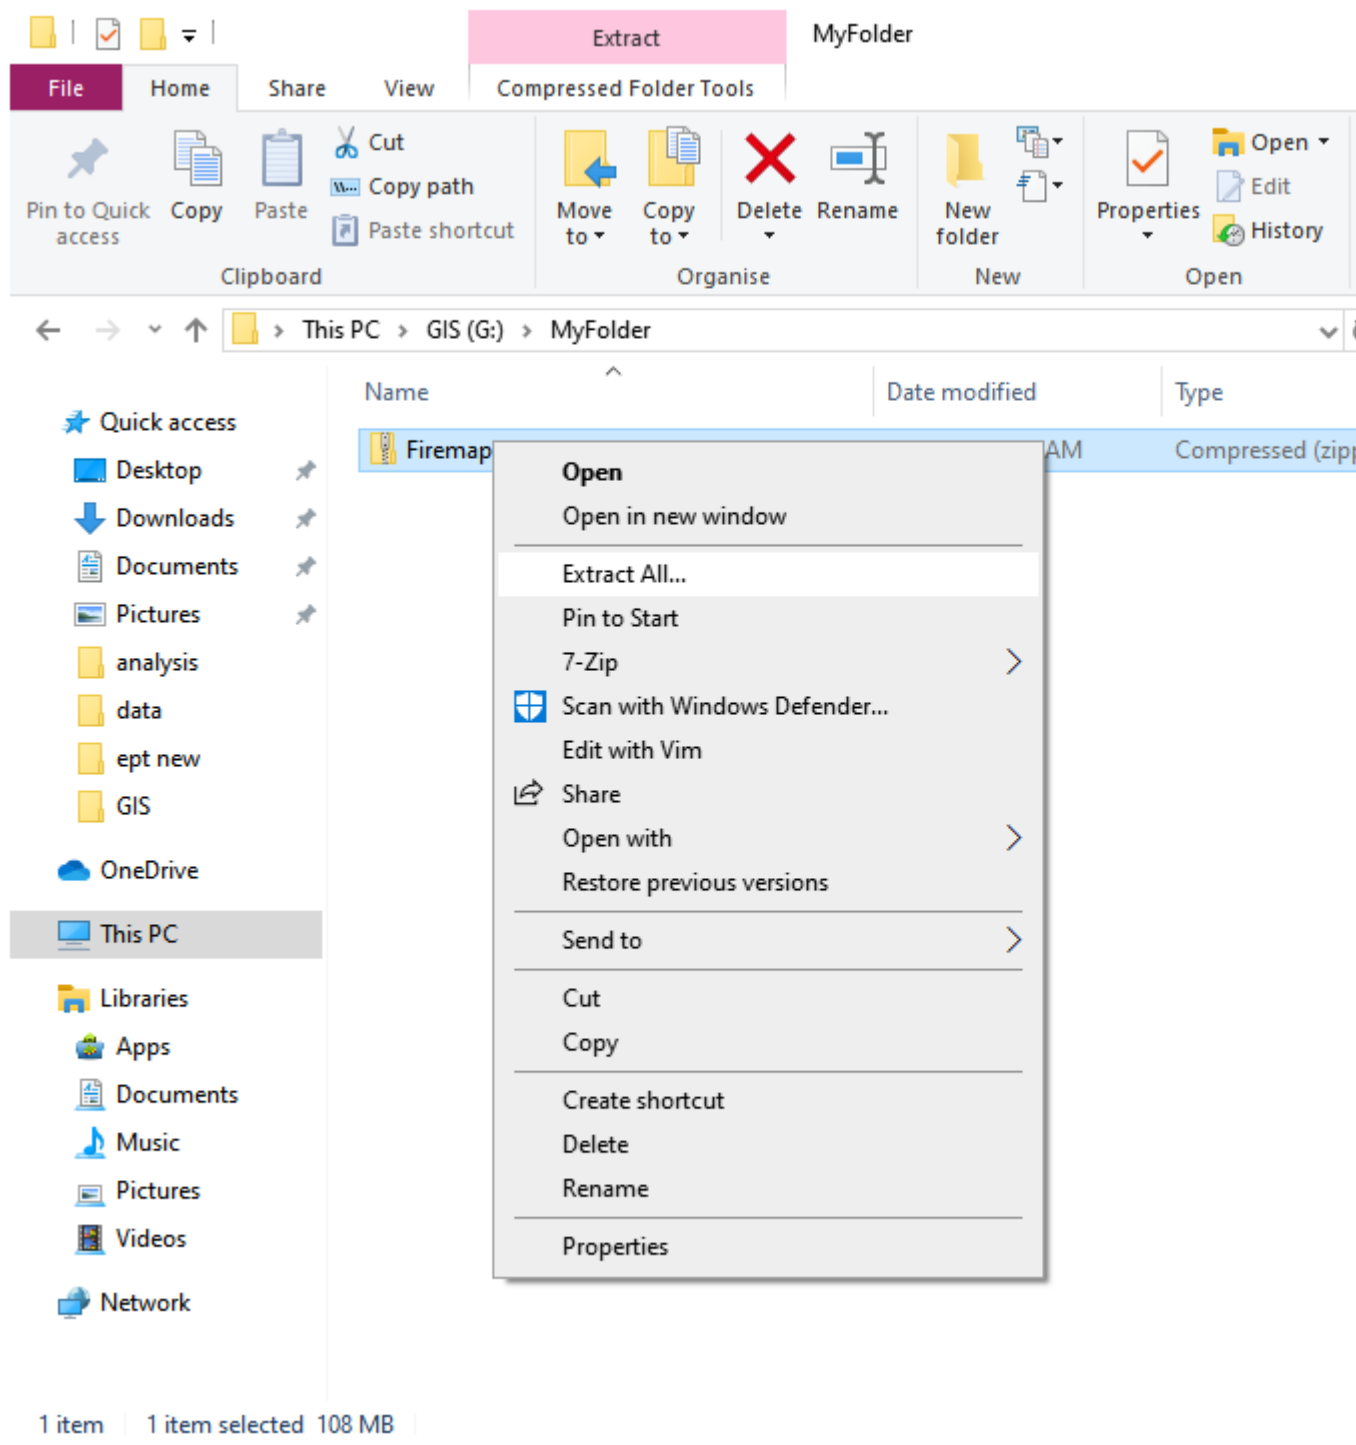 Extract
MyFolder
File Home Share View Compressed Folder Tools
Pin to Quick access
Copy
Paste
Cut
Copy path
Paste shortcut
Clipboard
Move to
Copy to
Delete
Rename
Organise
New folder
New
Properties
Open
Edit
History
Open
This PC > GIS (G:) > MyFolder
Name Date modified Type
Quick access
Desktop
Downloads
Documents
Pictures
analysis
data
ept new
GIS
OneDrive
This PC
Libraries
Apps
Documents
Music
Pictures
Videos
Network
Firemap AM Compressed (zipp
Open
Open in new window
Extract All...
Pin to Start
7-Zip
Scan with Windows Defender...
Edit with Vim
Share
Open with
Restore previous versions
Send to
Cut
Copy
Create shortcut
Delete
Rename
Properties
1 item 1 item selected 108 MB